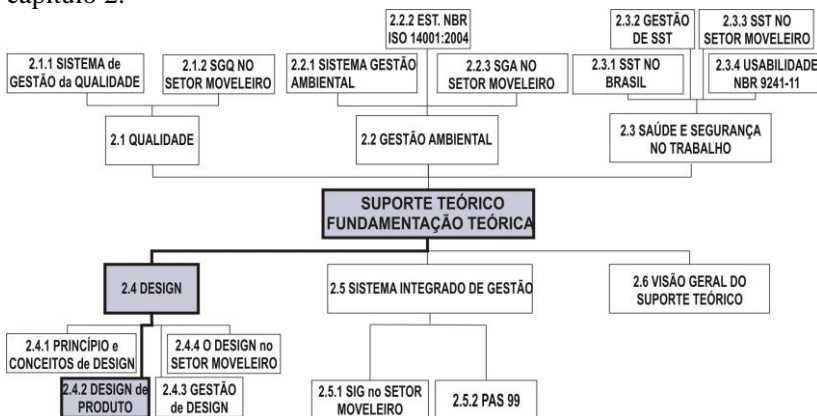 capítulo 2.
2.2.2 EST. NBR
ISO 14001:2004
2.3.2 GESTÃO
DE SST
2.3.3 SST NO
SETOR MOVELEIRO
2.1.1 SISTEMA de
GESTÃO da QUALIDADE
2.1.2 SGQ NO
SETOR MOVELEIRO
2.2.1 SISTEMA GESTÃO
AMBIENTAL
2.2.3 SGA NO
SETOR MOVELEIRO
2.3.1 SST NO
BRASIL
2.3.4 USABILIDADE
NBR 9241-11
2.1 QUALIDADE
2.2 GESTÃO AMBIENTAL
2.3 SAÚDE E SEGURANÇA
NO TRABALHO
SUPORTE TEÓRICO
FUNDAMENTAÇÃO TEÓRICA
2.4 DESIGN
2.5 SISTEMA INTEGRADO DE GESTÃO
2.6 VISÃO GERAL DO
SUPORTE TEÓRICO
2.4.1 PRINCÍPIO e
CONCEITOS de DESIGN
2.4.4 O DESIGN no
SETOR MOVELEIRO
2.4.2 DESIGN de
PRODUTO
2.4.3 GESTÃO
de DESIGN
2.5.1 SIG no SETOR
MOVELEIRO
2.5.2 PAS 99